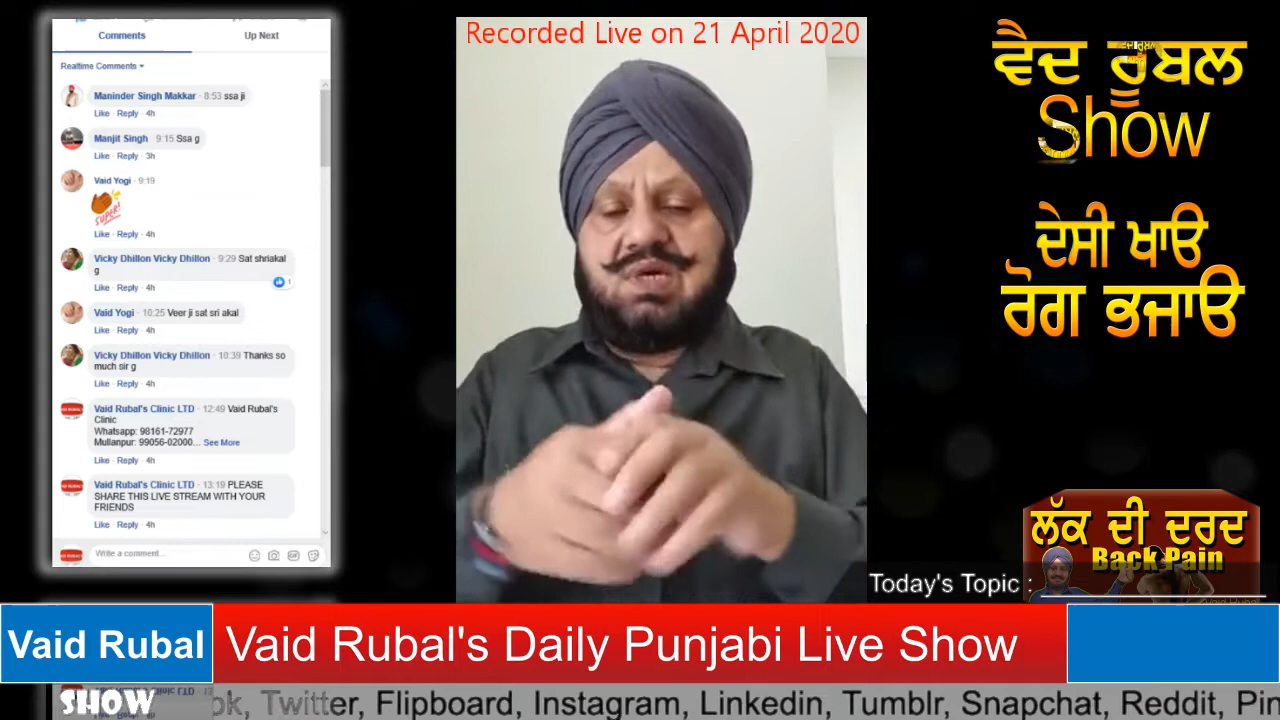 Comments
Up Next
Realtime Comments
Maninder Singh Makkar · 8:53 ssa ji
Like · Reply · 4h
Manjit Singh · 9:15 Ssa g
Like · Reply · 3h
Vaid Yogi · 9:19
SUPER!
Like · Reply · 4h
Vicky Dhillon Vicky Dhillon · 9:29 Sat shriakal
g
1
Like · Reply · 4h
Vaid Yogi · 10:25 Veer ji sat sri akal
Like · Reply · 4h
Vicky Dhillon Vicky Dhillon · 10:39 Thanks so
much sir g
Like · Reply · 4h
Vaid Rubal's Clinic LTD · 12:49 Vaid Rubal's
Clinic
Whatsapp: 98161-72977
Mullanpur: 99056-02000... See More
Like · Reply · 4h
Vaid Rubal's Clinic LTD · 13:19 PLEASE
SHARE THIS LIVE STREAM WITH YOUR
FRIENDS
Like · Reply · 4h
Write a comment...
GIF
Recorded Live on 21 April 2020
ਵੈਦ ਰੂਬਲ
Show
ਦੇਸੀ ਖਾਓ
ਰੋਗ ਭਜਾਓ
ਲੱਕ ਦੀ ਦਰਦ
Back Pain
Today's Topic :
Vaid Rubal
Vaid Rubal
Vaid Rubal's Daily Punjabi Live Show
SHOW
ok, Twitter, Flipboard, Instagram, Linkedin, Tumblr, Snapchat, Reddit, Pin